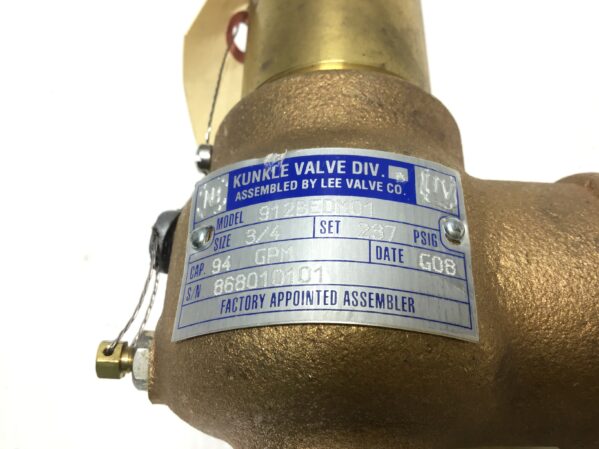 KUNKLE VALVE DIV.
ASSEMBLED BY LEE VALVE CO.
MODEL 912BEDM01
SIZE 3/4 SET 287 PSIG
CAP. 94 GPM DATE G08
S/N 868010101
FACTORY APPOINTED ASSEMBLER